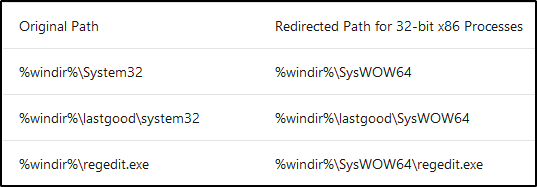 Original Path Redirected Path for 32-bit x86 Processes
%windir%\System32 %windir%\SysWOW64
%windir%\lastgood\system32 %windir%\lastgood\SysWOW64
%windir%\regedit.exe %windir%\SysWOW64\regedit.exe